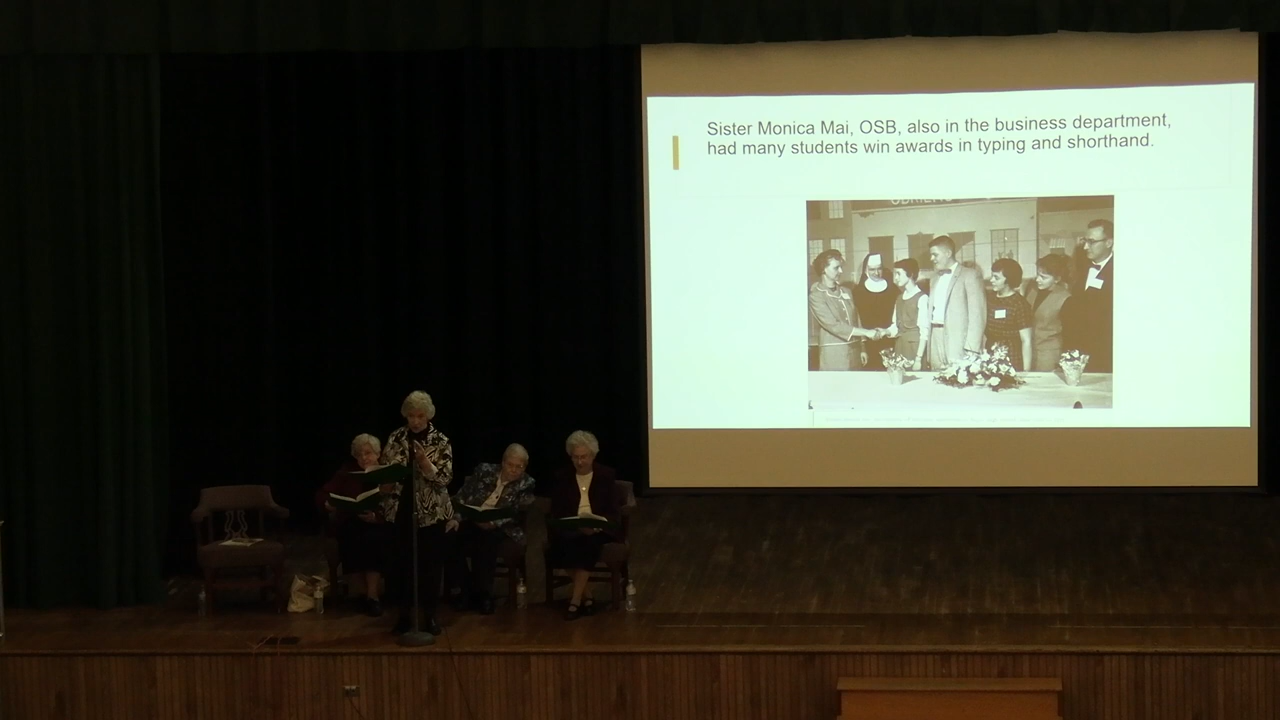 Sister Monica Mai, OSB, also in the business department,
had many students win awards in typing and shorthand.